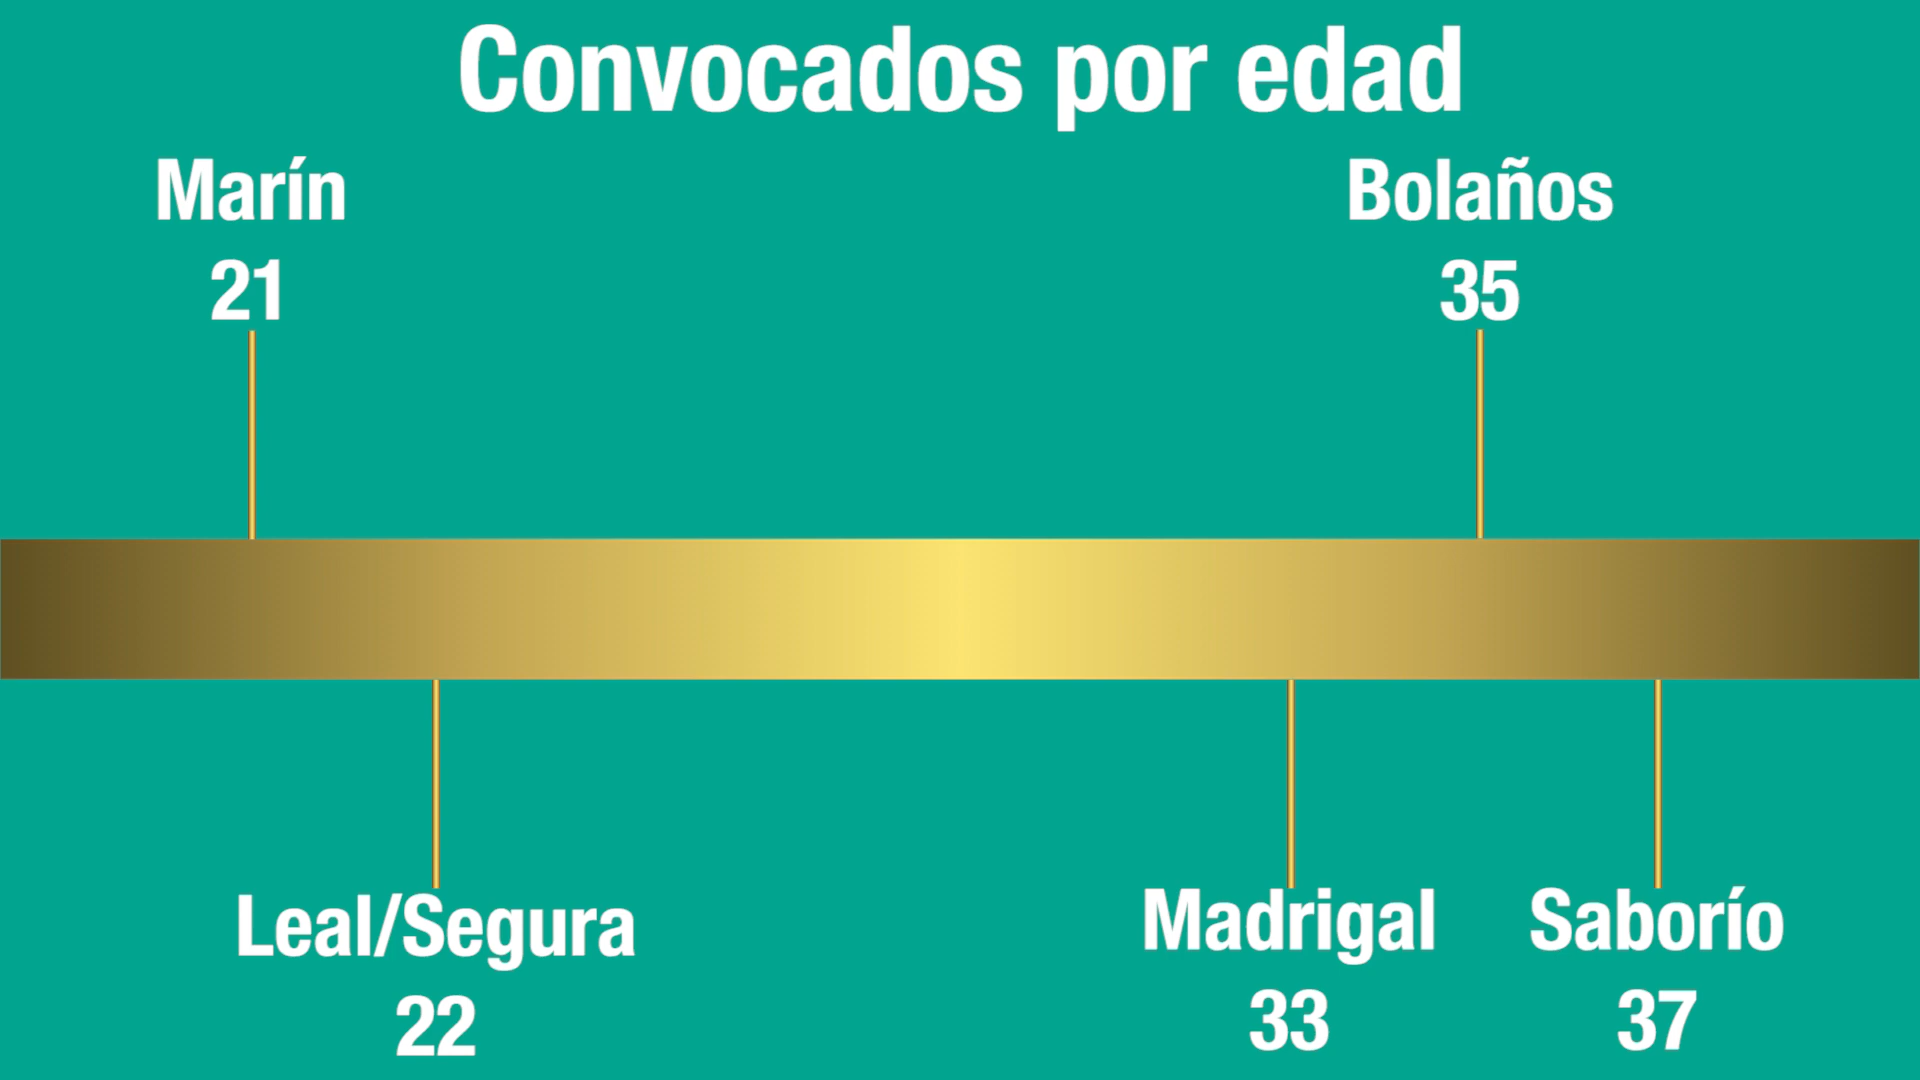 Convocados por edad
Marín
21
Bolaños
35
Leal/Segura
22
Madrigal
33
Saborío
37